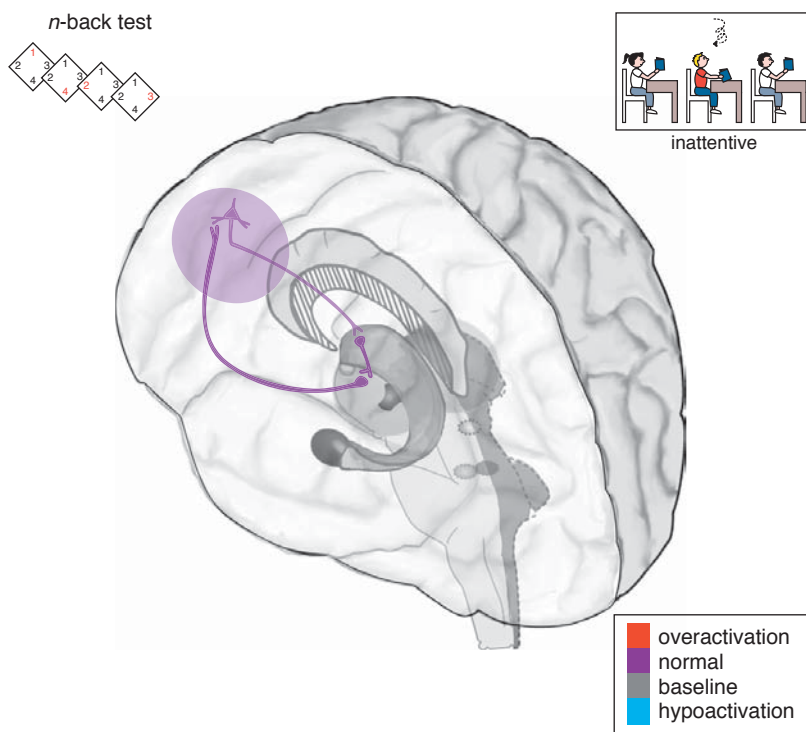 n-back test
1
2 3
4
1
2 3
4
1
2 3
4
1
2 3
4
inattentive
overactivation
normal
baseline
hypoactivation